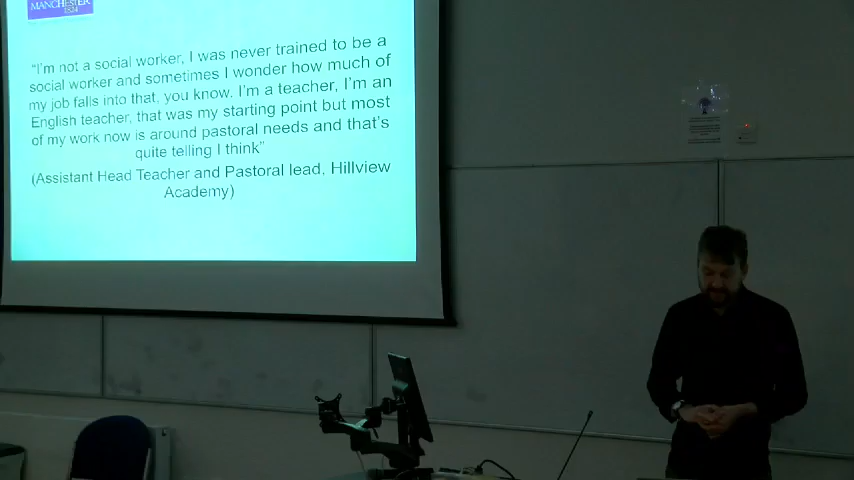 MANCHESTER
1824
“I’m not a social worker, I was never trained to be a
social worker and sometimes I wonder how much of
my job falls into that, you know. I’m a teacher, I’m an
English teacher, that was my starting point but most
of my work now is around pastoral needs and that’s
quite telling I think”
(Assistant Head Teacher and Pastoral lead, Hillview
Academy)